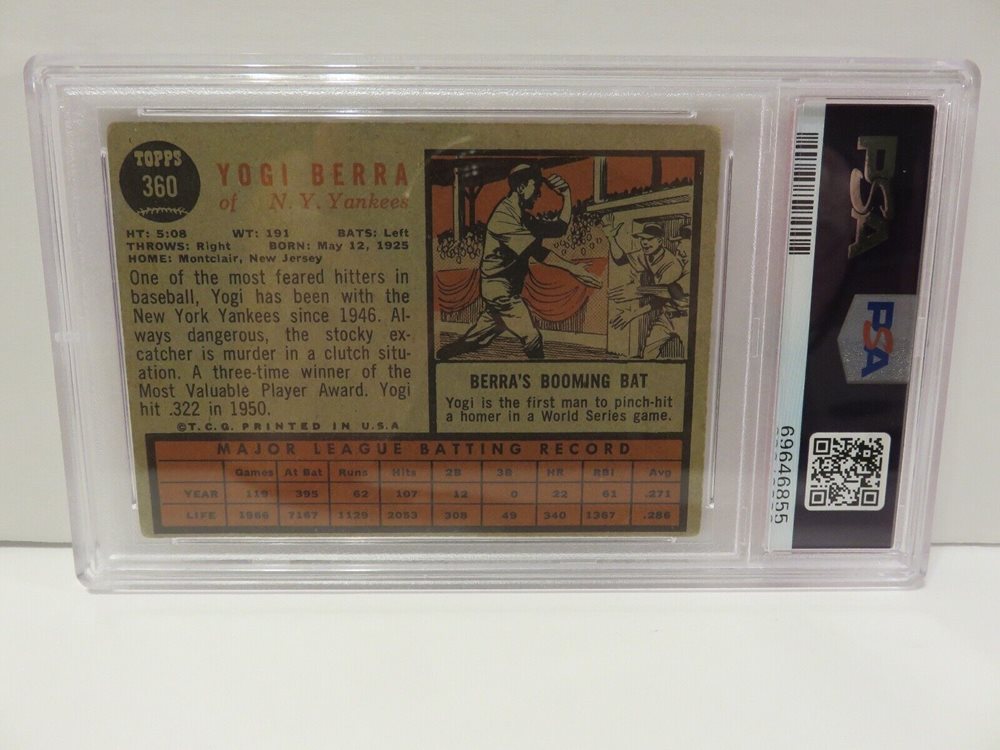 TOPPS
360
YOGI BERRA
of N.Y. Yankees
HT: 5:08 WT: 191 BATS: Left
THROWS: Right BORN: May 12, 1925
HOME: Montclair, New Jersey
One of the most feared hitters in
baseball, Yogi has been with the
New York Yankees since 1946. Al-
ways dangerous, the stocky ex-
catcher is murder in a clutch situ-
ation. A three-time winner of the
Most Valuable Player Award. Yogi
hit .322 in 1950.
©T.C.G. PRINTED IN U.S.A
BERRA'S BOOMING BAT
Yogi is the first man to pinch-hit
a homer in a World Series game.
MAJOR LEAGUE BATTING RECORD
Games At Bat Runs Hits 2B 3B HR RBI Avg
YEAR 119 395 62 107 12 0 22 61 .271
LIFE 1966 7167 1129 2053 308 49 340 1367 .286
PSA
PSA
69646855